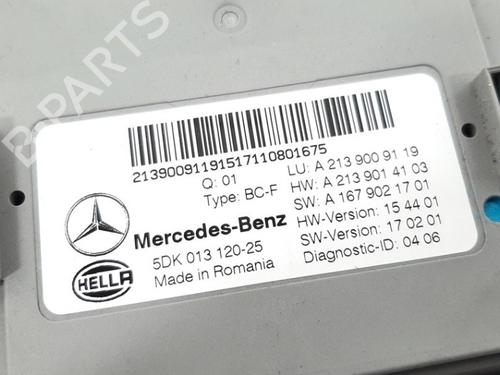 B-PARTS
21390091191517110801675
Q: 01
Type: BC-F
LU: A 213 900 91 19
HW: A 213 901 41 03
SW: A 167 902 17 01
HW-Version: 15 44 01
SW-Version: 17 02 01
Diagnostic-ID: 04 06
Mercedes-Benz
5DK 013 120-25
Made in Romania
HELLA